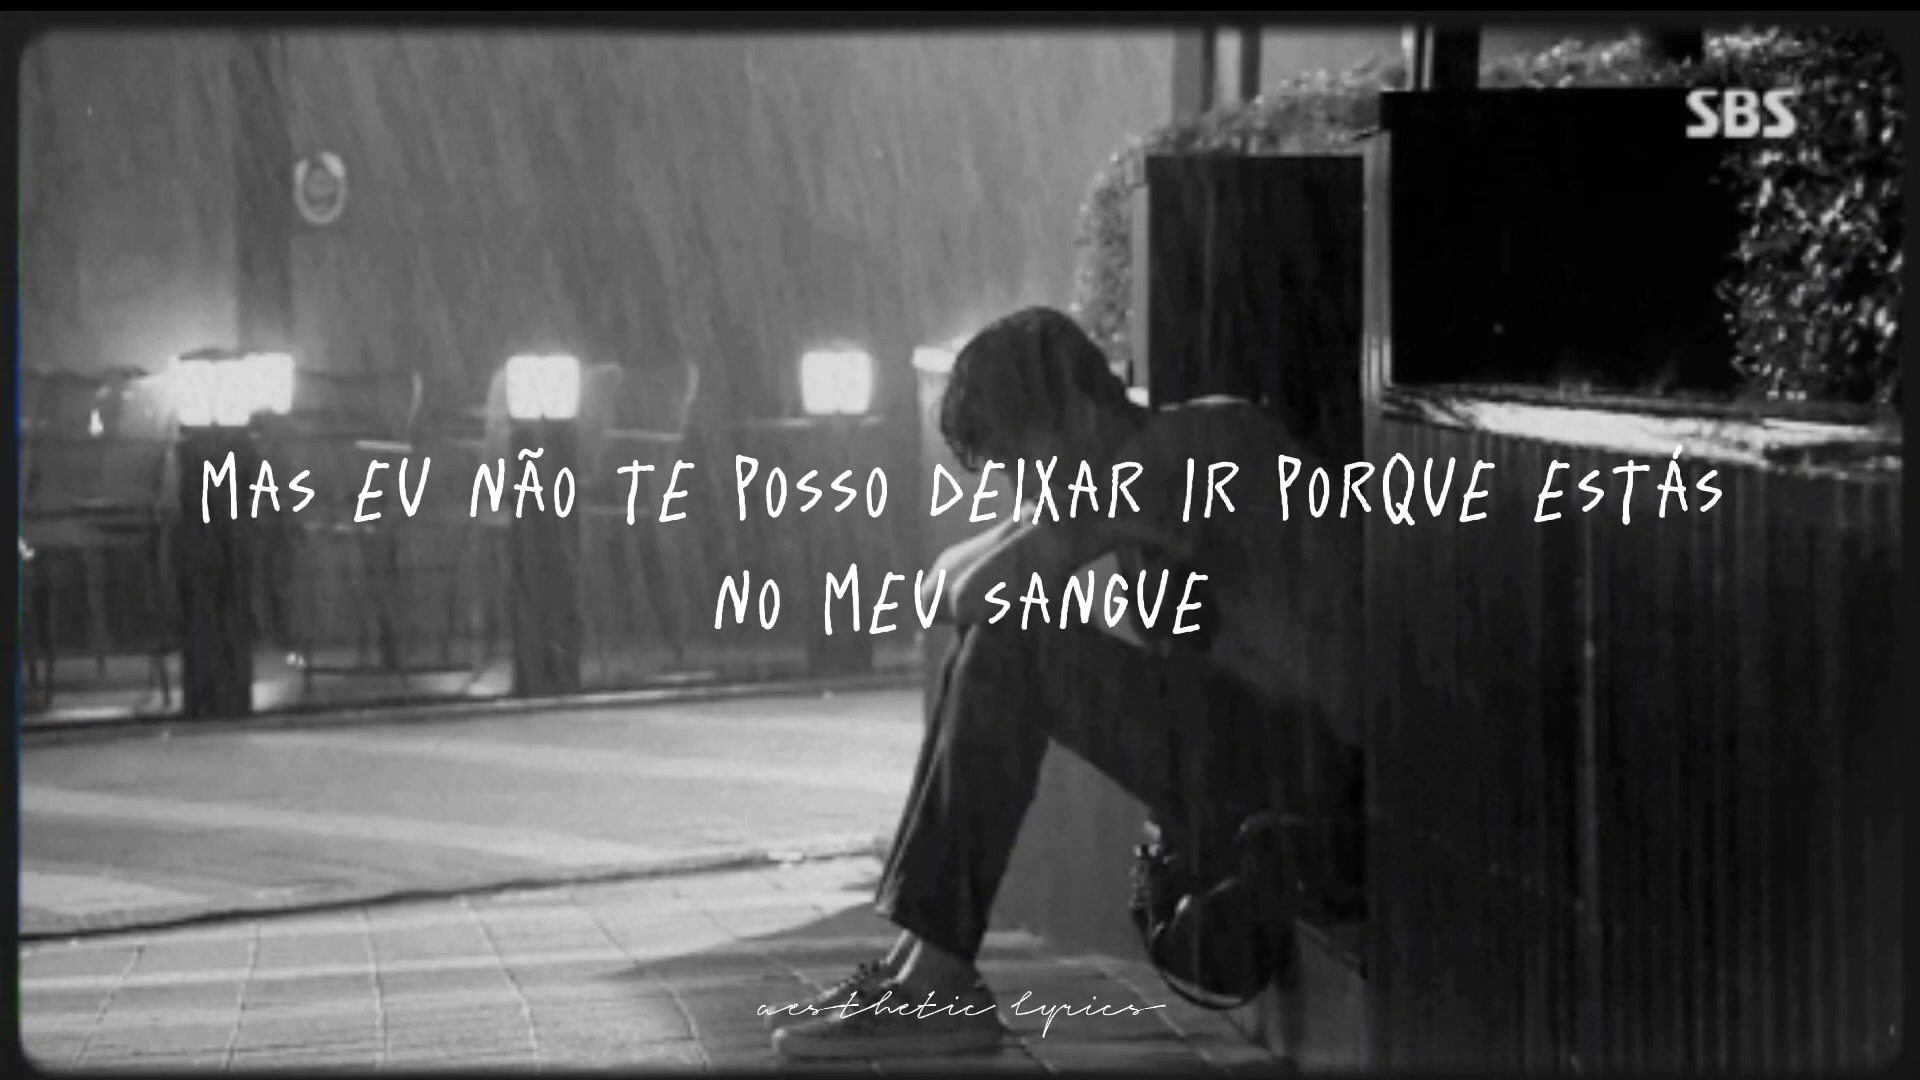 SBS
MAS EU NÃO TE POSSO DEIXAR IR PORQUE ESTÁS
NO MEU SANGUE
aesthetic lyrics